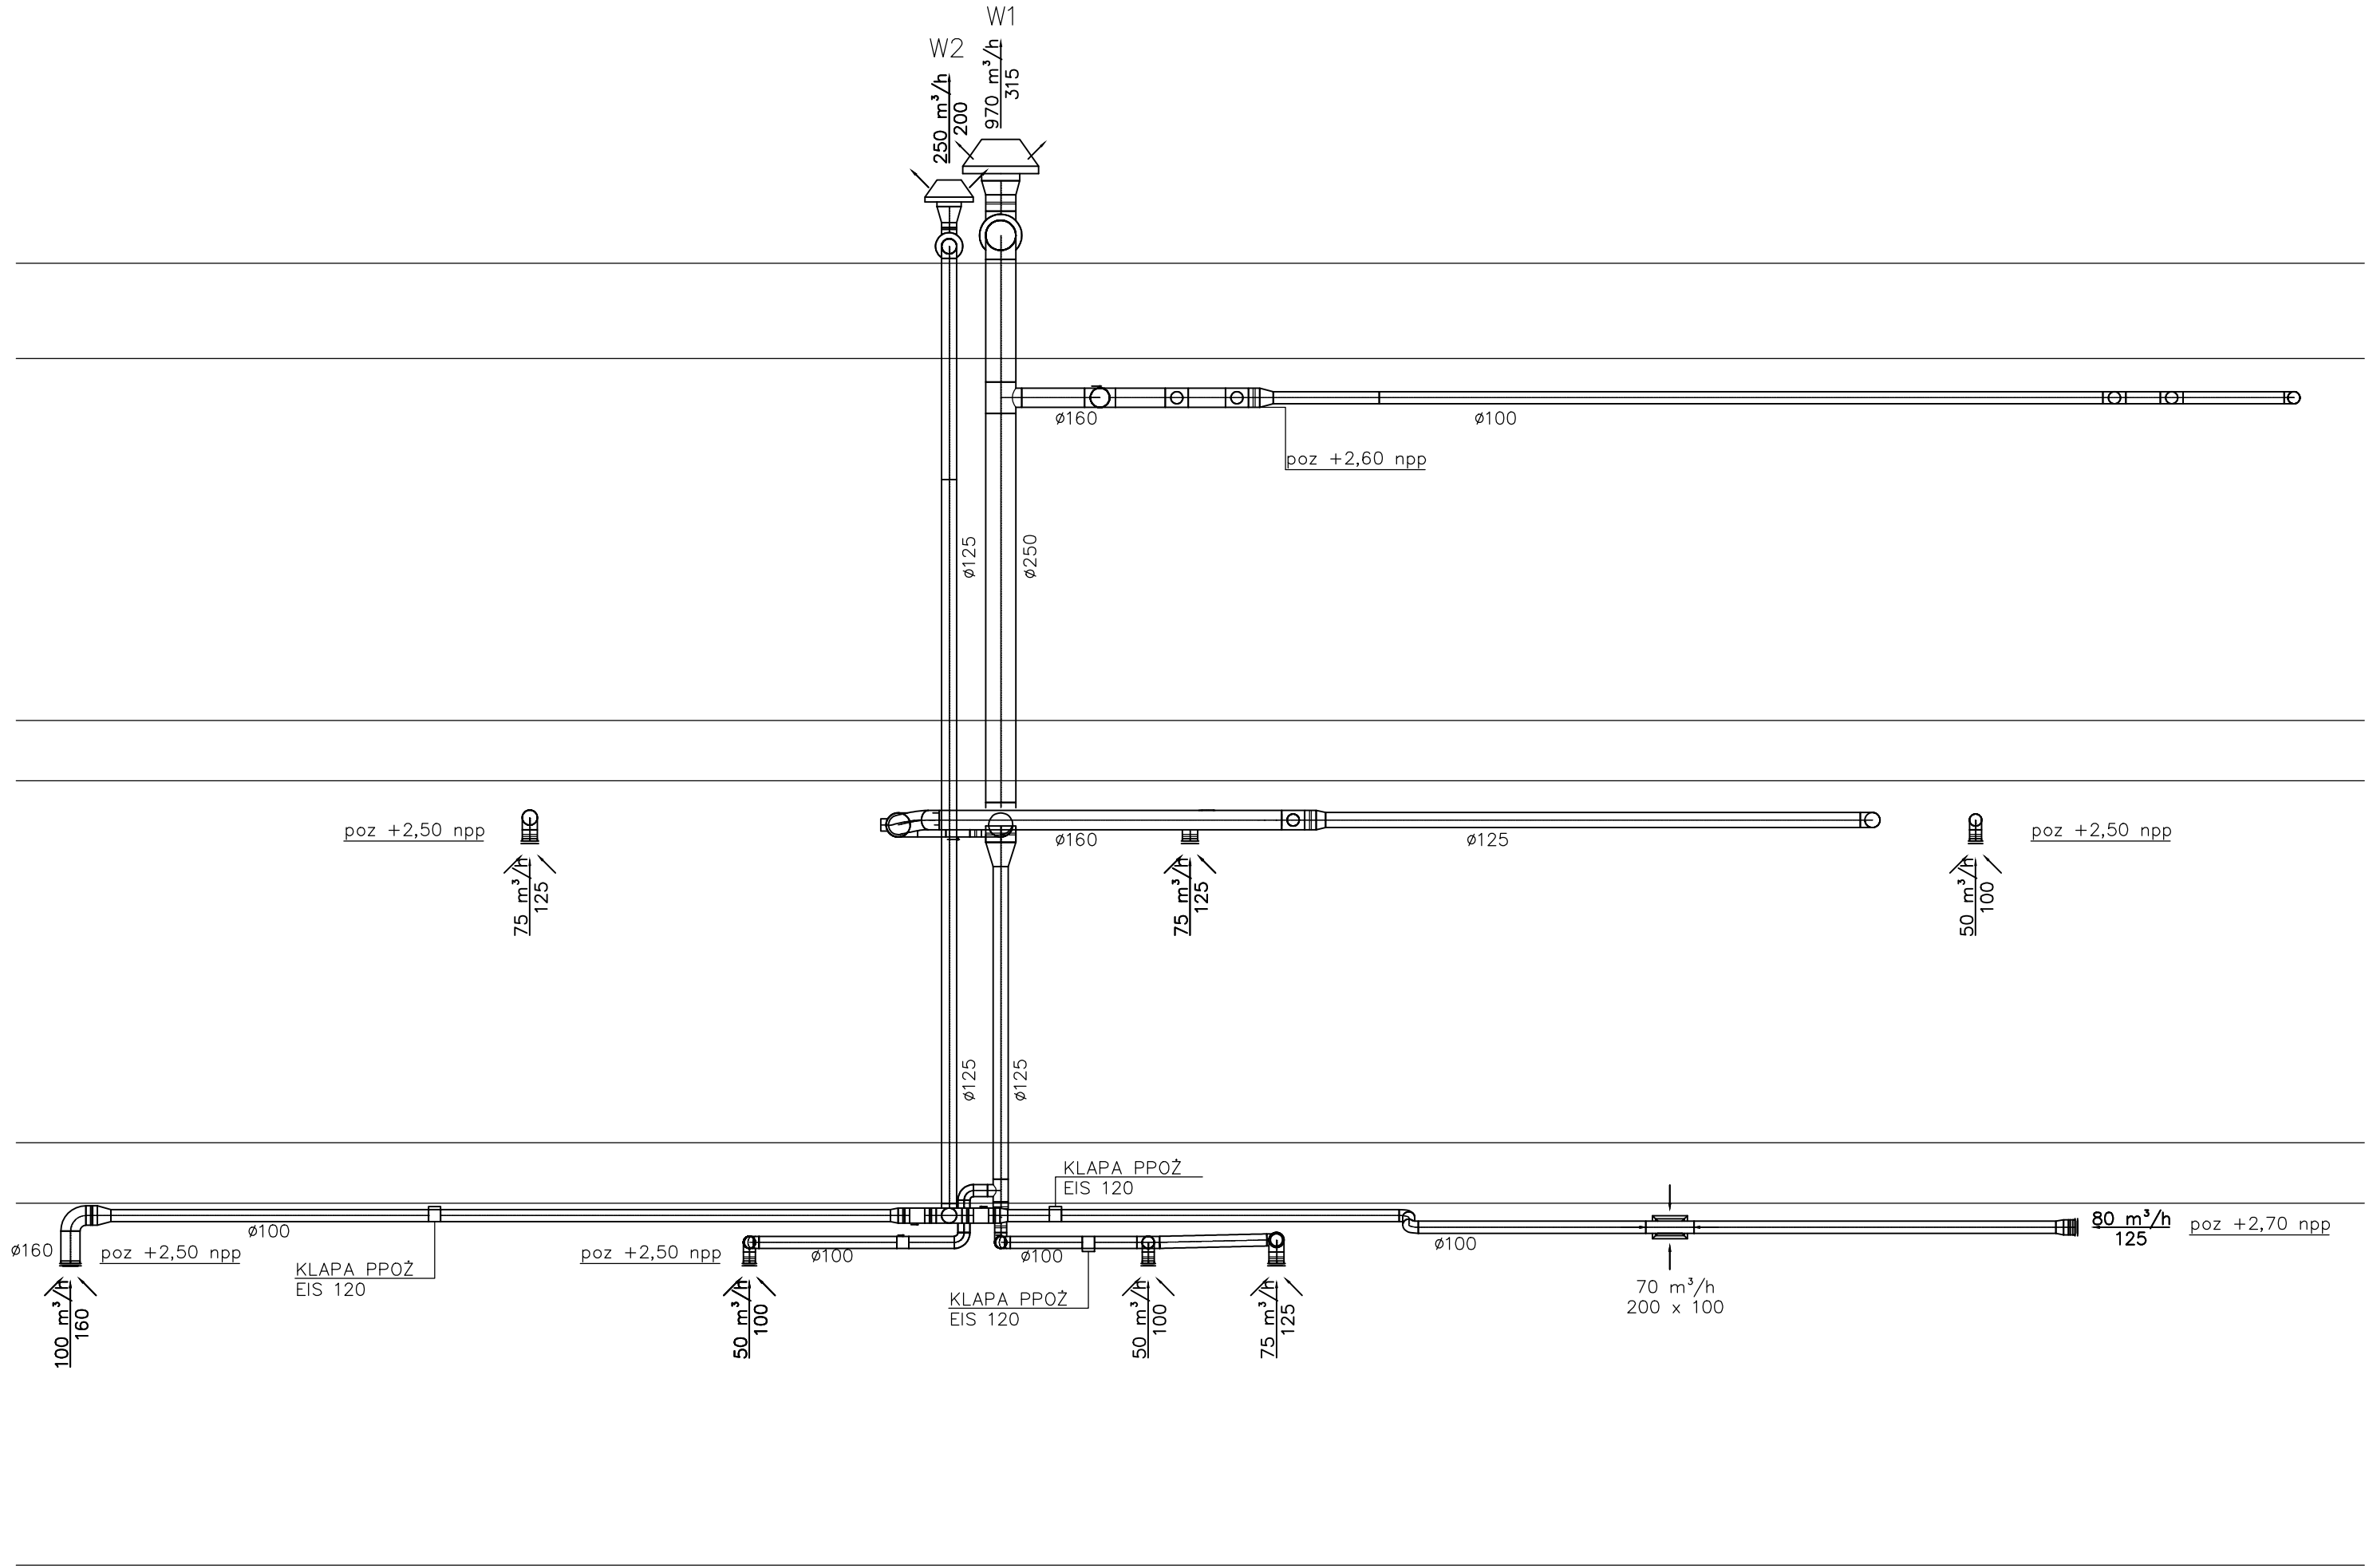 W1
W2
970 m³/h
315
250 m³/h
200
ø160
ø100
poz +2,60 npp
ø125
ø250
poz +2,50 npp
ø160
ø125
poz +2,50 npp
75 m³/h
125
75 m³/h
125
50 m³/h
100
ø125
ø125
KLAPA PPOŻ
EIS 120
ø160
ø100
poz +2,50 npp
KLAPA PPOŻ
EIS 120
poz +2,50 npp
ø100
ø100
KLAPA PPOŻ
EIS 120
ø100
80 m³/h
125
poz +2,70 npp
70 m³/h
200 x 100
100 m³/h
160
50 m³/h
100
50 m³/h
100
75 m³/h
125